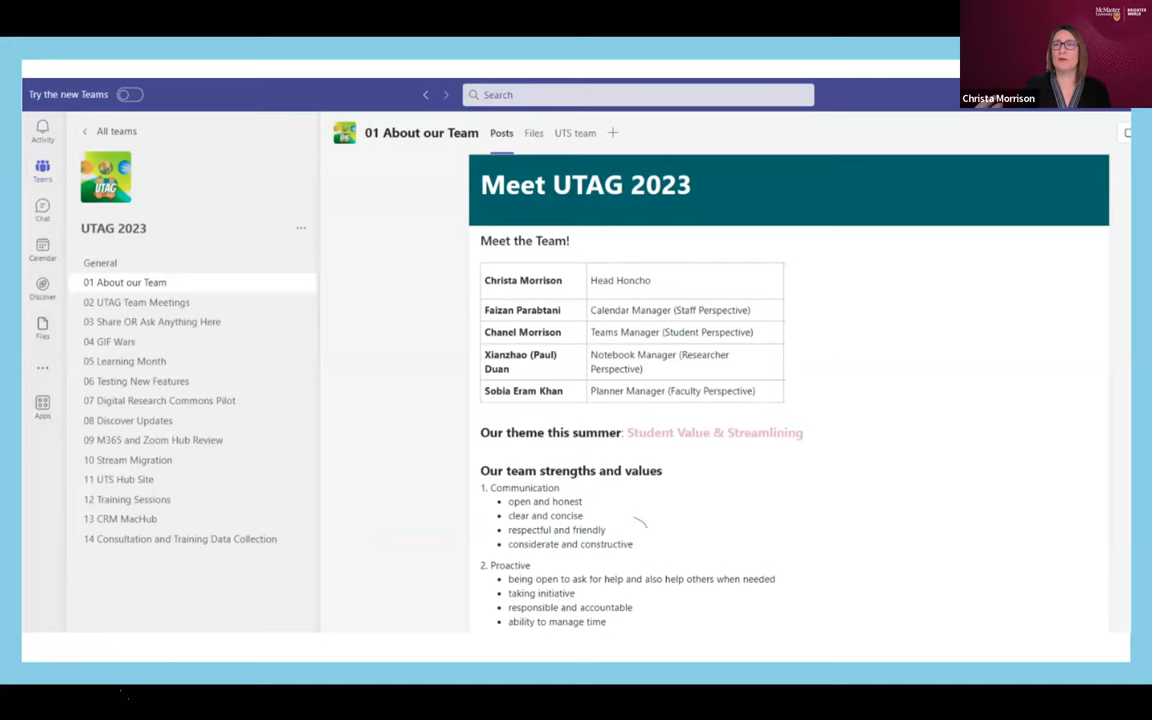 McMaster
University
BRIGHTER
WORLD
Christa Morrison
Try the new Teams
Search
Activity
Teams
Chat
Calendar
Discover
Files
Apps
All teams
UTAG
UTAG 2023
General
01 About our Team
02 UTAG Team Meetings
03 Share OR Ask Anything Here
04 GIF Wars
05 Learning Month
06 Testing New Features
07 Digital Research Commons Pilot
08 Discover Updates
09 M365 and Zoom Hub Review
10 Stream Migration
11 UTS Hub Site
12 Training Sessions
13 CRM MacHub
14 Consultation and Training Data Collection
01 About our Team Posts Files UTS team
Meet UTAG 2023
Meet the Team!
Christa Morrison Head Honcho
Faizan Parabtani Calendar Manager (Staff Perspective)
Chanel Morrison Teams Manager (Student Perspective)
Xianzhao (Paul) Notebook Manager (Researcher
Duan Perspective)
Sobia Eram Khan Planner Manager (Faculty Perspective)
Our theme this summer: Student Value & Streamlining
Our team strengths and values
1. Communication
• open and honest
• clear and concise
• respectful and friendly
• considerate and constructive
2. Proactive
• being open to ask for help and also help others when needed
• taking initiative
• responsible and accountable
• ability to manage time